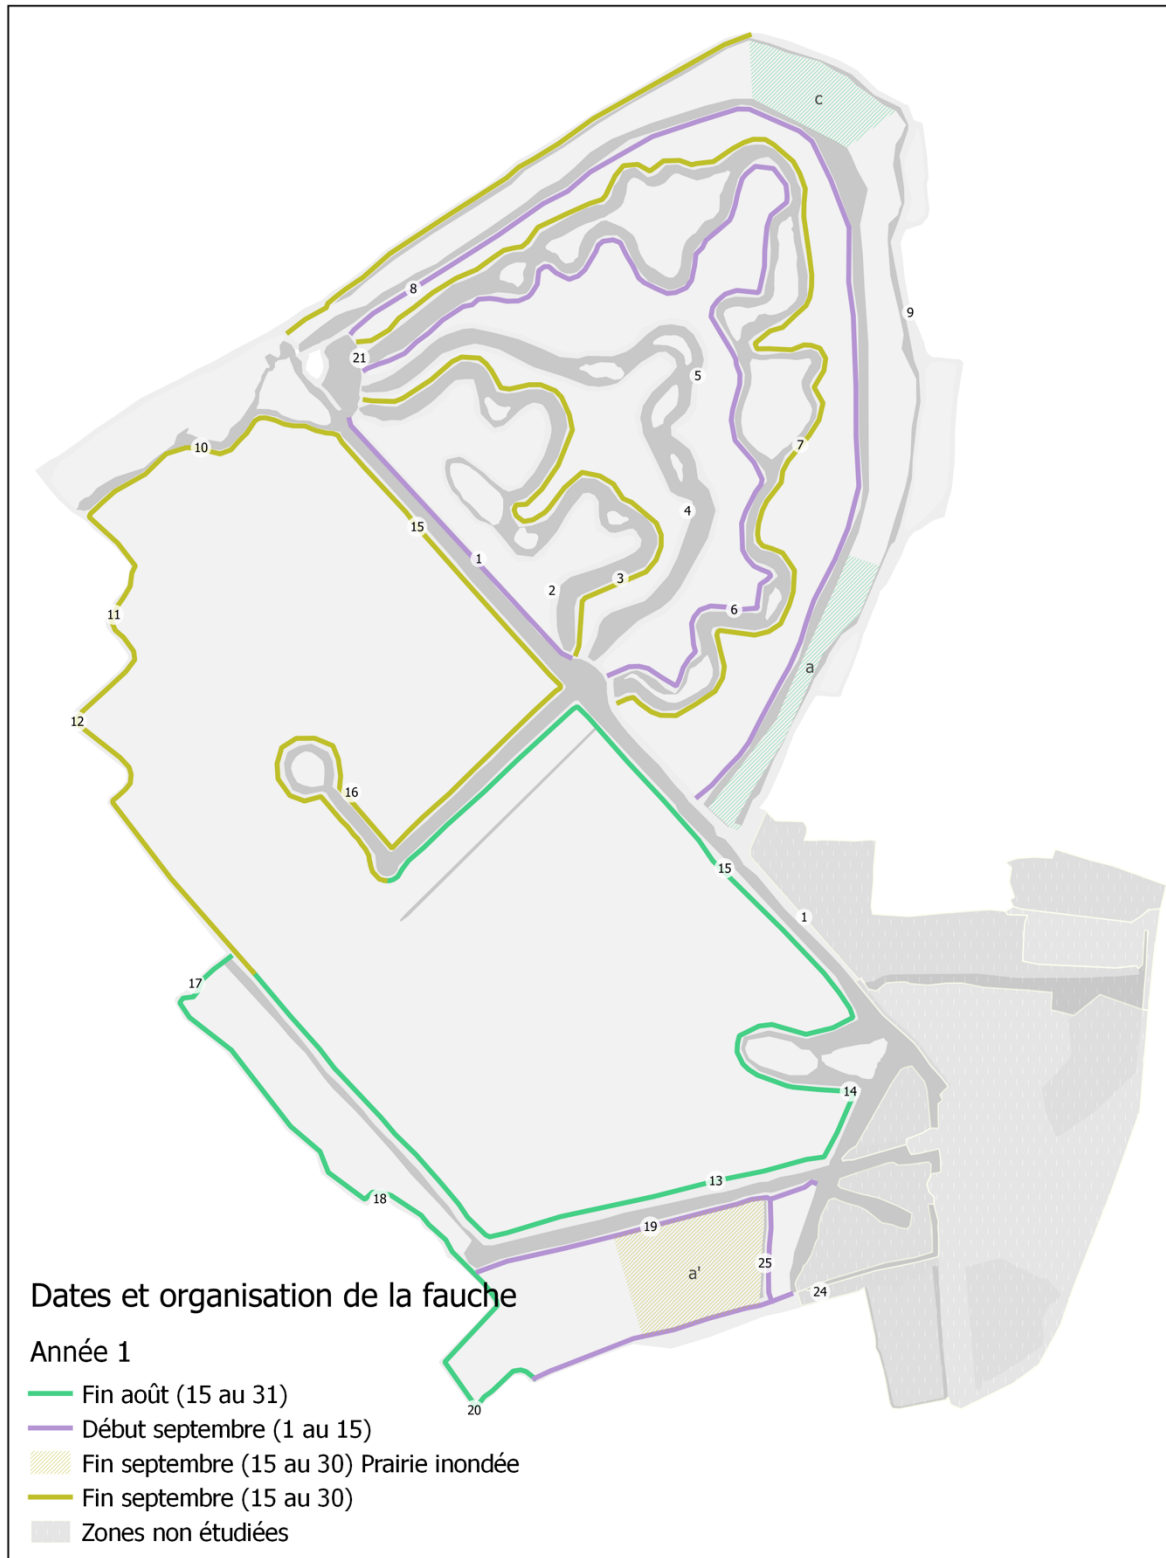 c
8
9
21
5
10
7
15
1
4
11
3
2
6
a
12
16
15
1
17
14
13
18
19
25
a'
24
Dates et organisation de la fauche
Année 1
Fin août (15 au 31)
Début septembre (1 au 15)
20
Fin septembre (15 au 30) Prairie inondée
Fin septembre (15 au 30)
Zones non étudiées